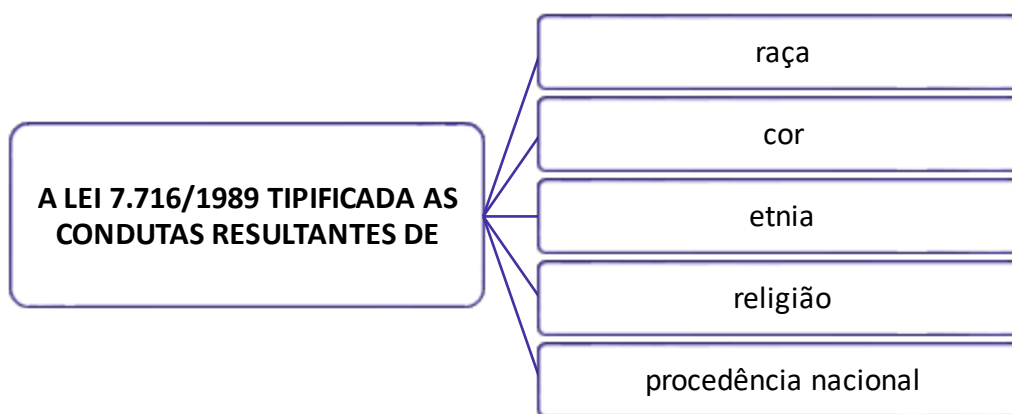 A LEI 7.716/1989 TIPIFICADA AS
CONDUTAS RESULTANTES DE
raça
cor
etnia
religião
procedência nacional